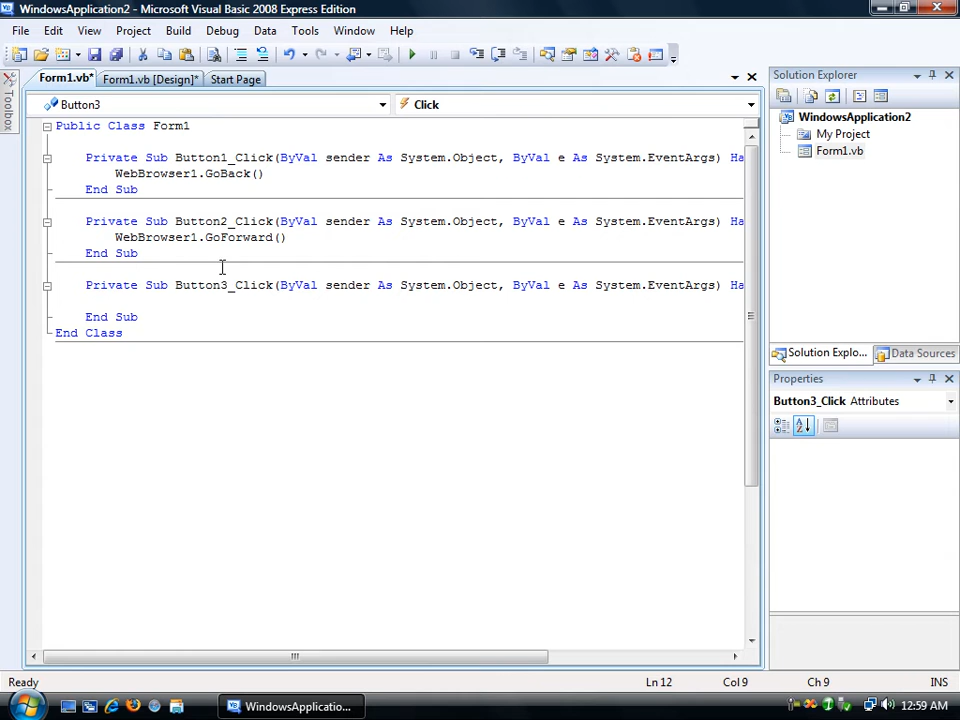 WindowsApplication2 - Microsoft Visual Basic 2008 Express Edition
File Edit View Project Build Debug Data Tools Window Help
Form1.vb* Form1.vb [Design]* Start Page
Toolbox
Button3 Click
Public Class Form1
Private Sub Button1_Click(ByVal sender As System.Object, ByVal e As System.EventArgs) Ha
WebBrowser1.GoBack()
End Sub
Private Sub Button2_Click(ByVal sender As System.Object, ByVal e As System.EventArgs) Ha
WebBrowser1.GoForward()
End Sub
Private Sub Button3_Click(ByVal sender As System.Object, ByVal e As System.EventArgs) Ha
End Sub
End Class
Solution Explorer
WindowsApplication2
My Project
Form1.vb
Solution Explo... Data Sources
Properties
Button3_Click Attributes
Ready Ln 12 Col 9 Ch 9 INS
WindowsApplicatio... 12:59 AM